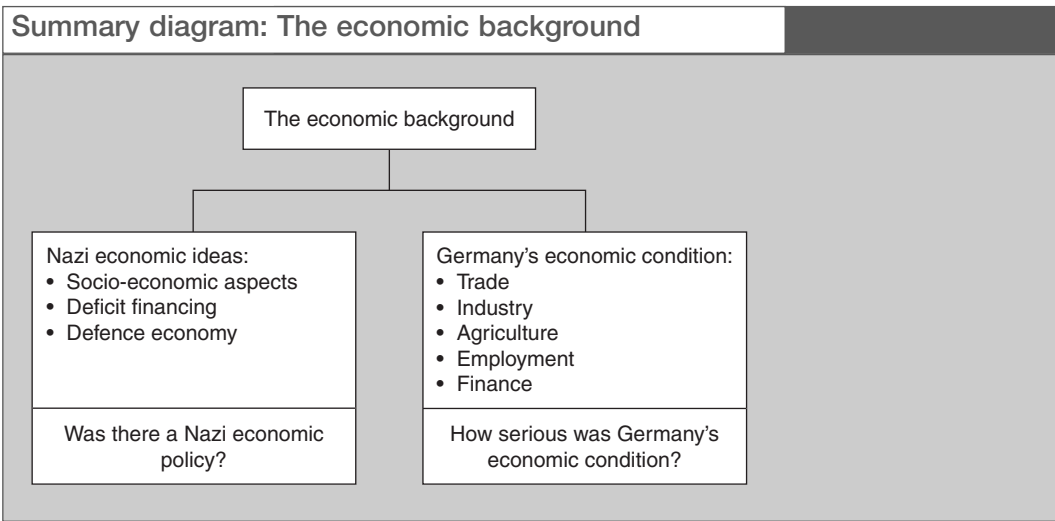 Summary diagram: The economic background
The economic background
Nazi economic ideas:
• Socio-economic aspects
• Deficit financing
• Defence economy
Was there a Nazi economic
policy?
Germany’s economic condition:
• Trade
• Industry
• Agriculture
• Employment
• Finance
How serious was Germany’s
economic condition?